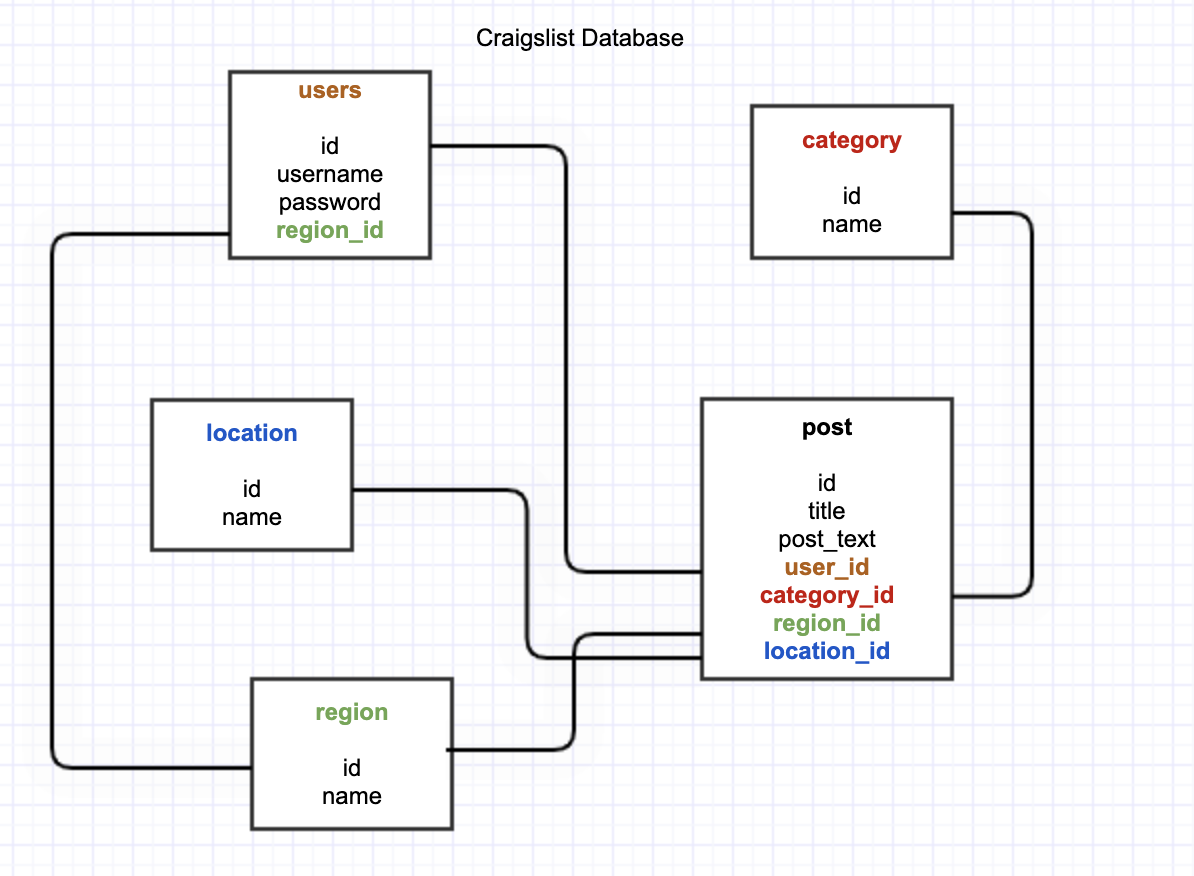 Craigslist Database
users
id
username
password
region_id
category
id
name
location
id
name
post
id
title
post_text
user_id
category_id
region_id
location_id
region
id
name